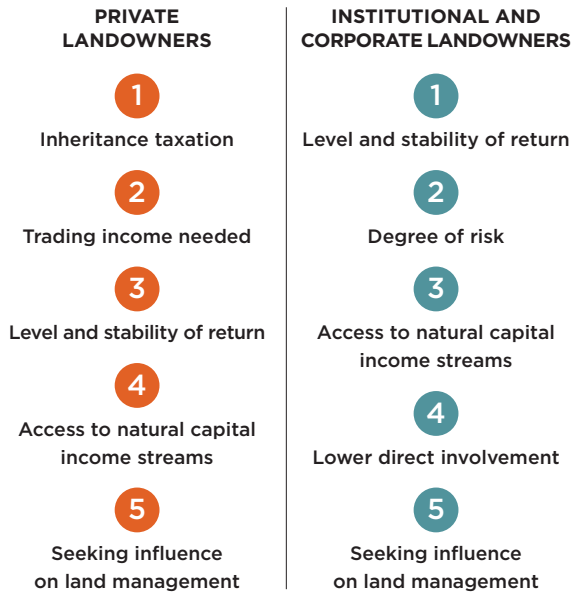 PRIVATE
LANDOWNERS
1
Inheritance taxation
2
Trading income needed
3
Level and stability of return
4
Access to natural capital
income streams
5
Seeking influence
on land management
INSTITUTIONAL AND
CORPORATE LANDOWNERS
1
Level and stability of return
2
Degree of risk
3
Access to natural capital
income streams
4
Lower direct involvement
5
Seeking influence
on land management